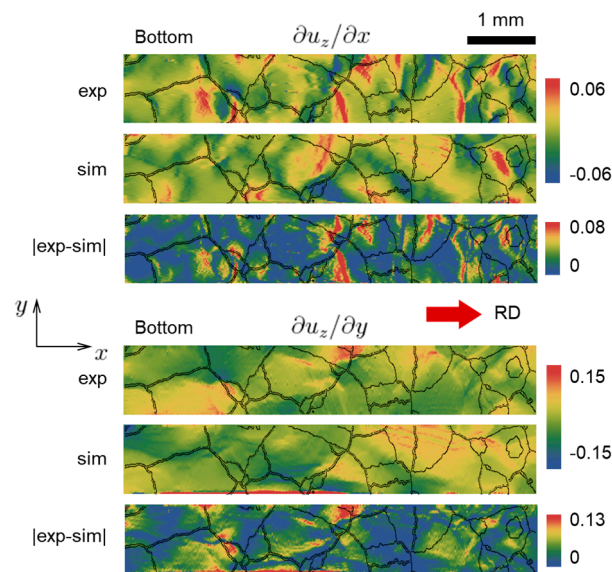 1 mm
Bottom ∂u_z/∂x
exp
0.06
-0.06
sim
|exp-sim|
0.08
0
y
x
Bottom ∂u_z/∂y
RD
exp
0.15
-0.15
sim
|exp-sim|
0.13
0